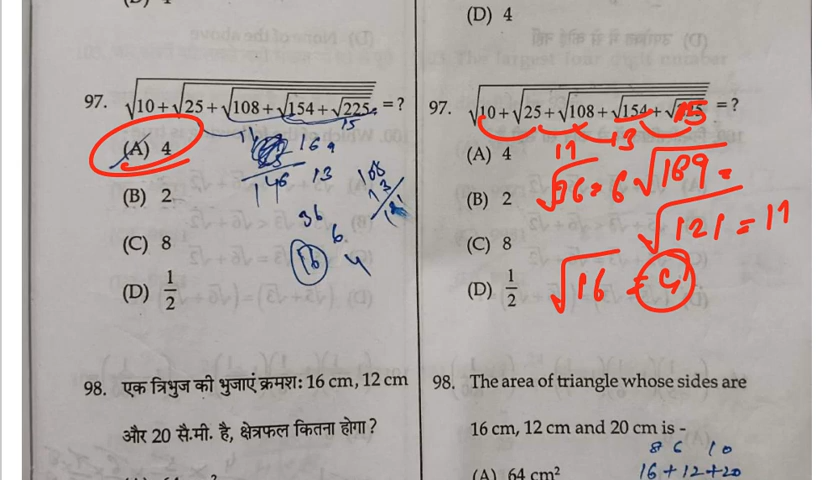 (D) 4
97. √10 + √25 + √108 + √154 + √225 = ?
(A) 4
(B) 2
(C) 8
(D) 1/2
15
169
146
13
36
6
16
4
108
13
98. एक त्रिभुज की भुजाएं क्रमश: 16 cm, 12 cm
और 20 सै.मी. है, क्षेत्रफल कितना होगा ?
97. √10 + √25 + √108 + √154 + √225 = ?
15
13
11
(A) 4
(B) 2
(C) 8
(D) 1/2
√36 = 6
√169 =
√121 = 11
√16 = 4
98. The area of triangle whose sides are
16 cm, 12 cm and 20 cm is -
8 6 10
(A) 64 cm²
16 + 12 + 20